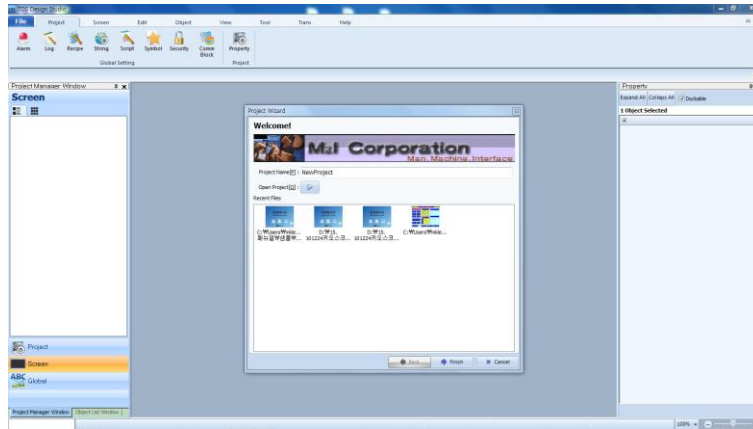 TOP Design Studio
File Project Screen Edit Object View Tool Trans Help
Alarm Log Recipe String Script Symbol Security Comm Block Property
Global Setting Project
Project Manager Window
Screen
Project
Screen
ABC Global
Project Manager Window Object List Window
Project Wizard
Welcome!
M2I Corporation
Man.Machine.Interface
Project Name[P] : NewProject
Open Project[O] :
Recent Files
D:₩15. D:₩15.
Back Finish Cancel
Property
Expand All Collaps All Dockable
1 Object Selected
100%